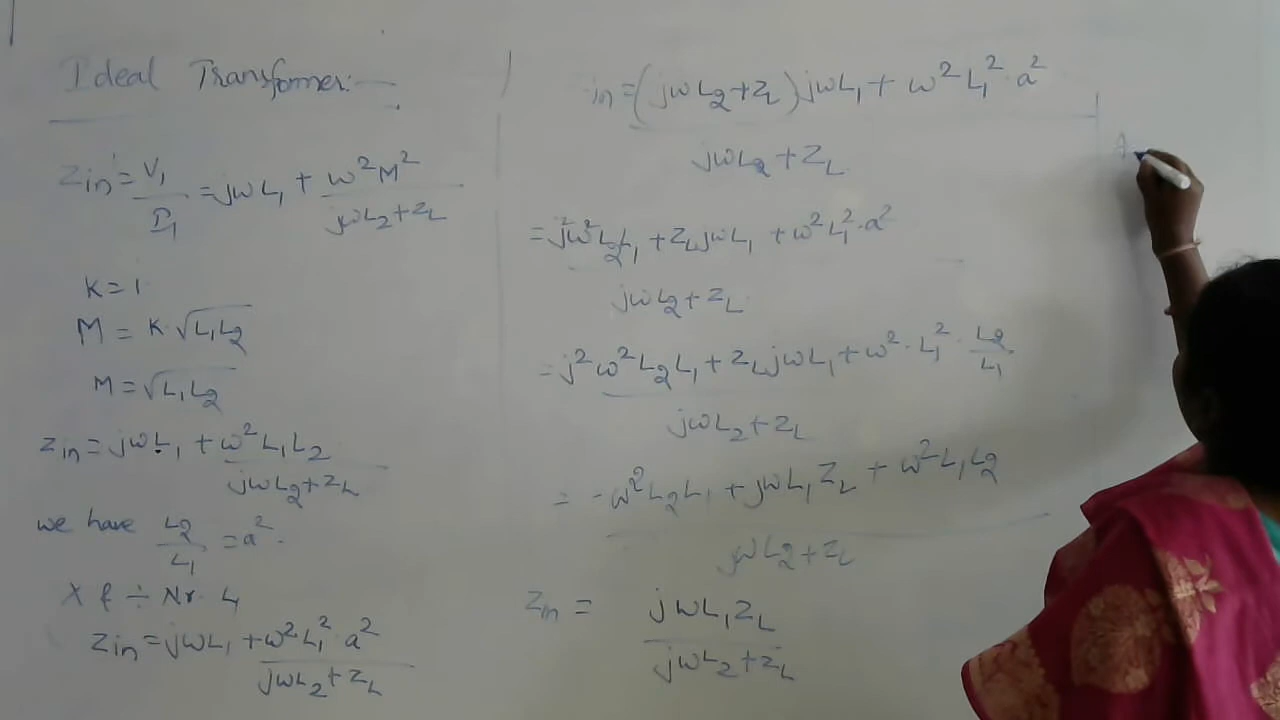 Ideal Transformer:-
Zin = V1/I1 = jωL1 + ω²M²/(jωL2+ZL)
K = 1
M = K·√L1L2
M = √L1L2
Zin = jωL1 + ω²L1L2/(jωL2+ZL)
we have L2/L1 = a².
X & ÷ Nr. L1
Zin = jωL1 + ω²L1²·a²/(jωL2+ZL)
in = (jωL2+ZL)jωL1 + ω²L1²·a²/(jωL2+ZL)
= j²ω²L2L1 + ZLjωL1 + ω²L1²·a²/(jωL2+ZL)
= j²ω²L2L1 + ZLjωL1 + ω²·L1²·L2/L1/(jωL2+ZL)
= -ω²L2L1 + jωL1ZL + ω²L1L2/(jωL2+ZL)
Zin = jωL1ZL/(jωL2+ZL)